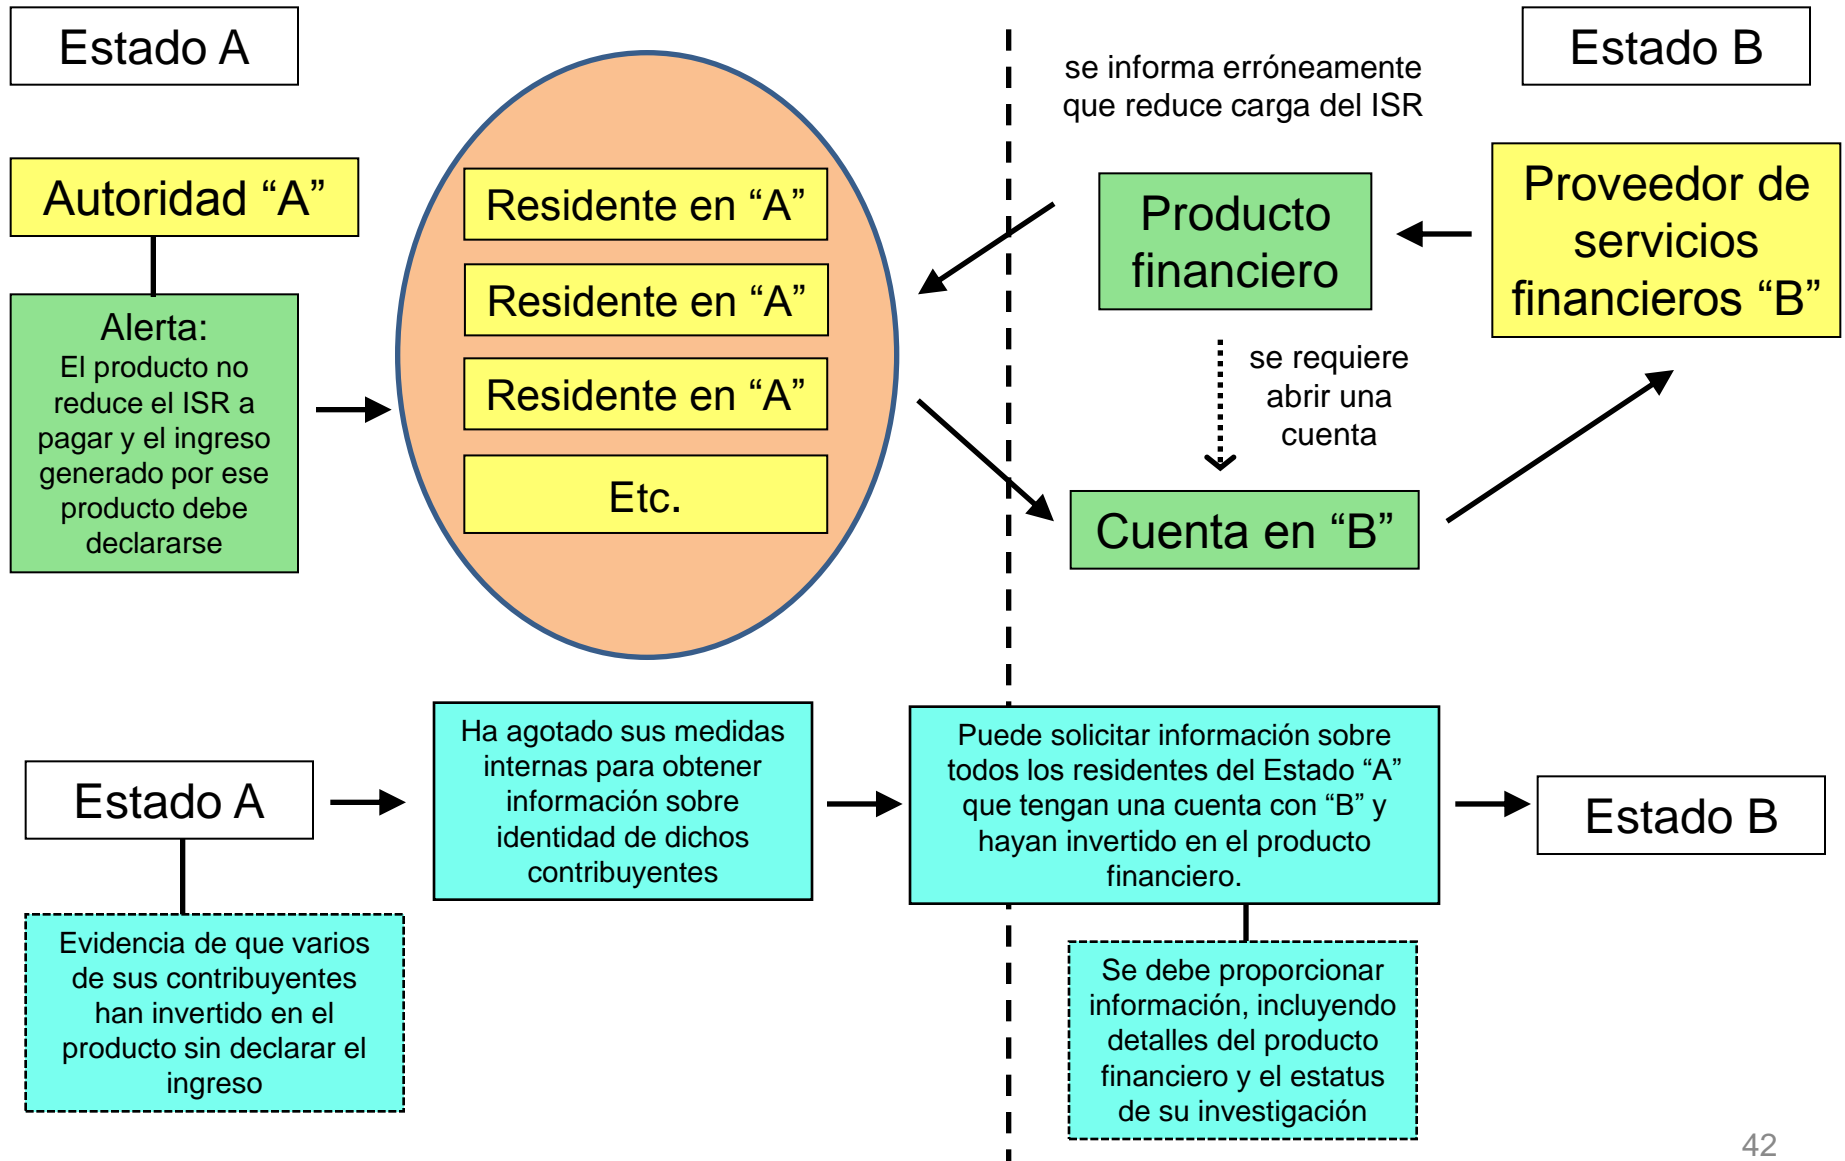 Estado A
se informa erróneamente
que reduce carga del ISR
Estado B
Autoridad “A”
Alerta:
El producto no
reduce el ISR a
pagar y el ingreso
generado por ese
producto debe
declararse
Residente en “A”
Residente en “A”
Residente en “A”
Etc.
Producto
financiero
Proveedor de
servicios
financieros “B”
se requiere
abrir una
cuenta
Cuenta en “B”
Estado A
Ha agotado sus medidas
internas para obtener
información sobre
identidad de dichos
contribuyentes
Puede solicitar información sobre
todos los residentes del Estado “A”
que tengan una cuenta con “B” y
hayan invertido en el producto
financiero.
Estado B
Evidencia de que varios
de sus contribuyentes
han invertido en el
producto sin declarar el
ingreso
Se debe proporcionar
información, incluyendo
detalles del producto
financiero y el estatus
de su investigación
42